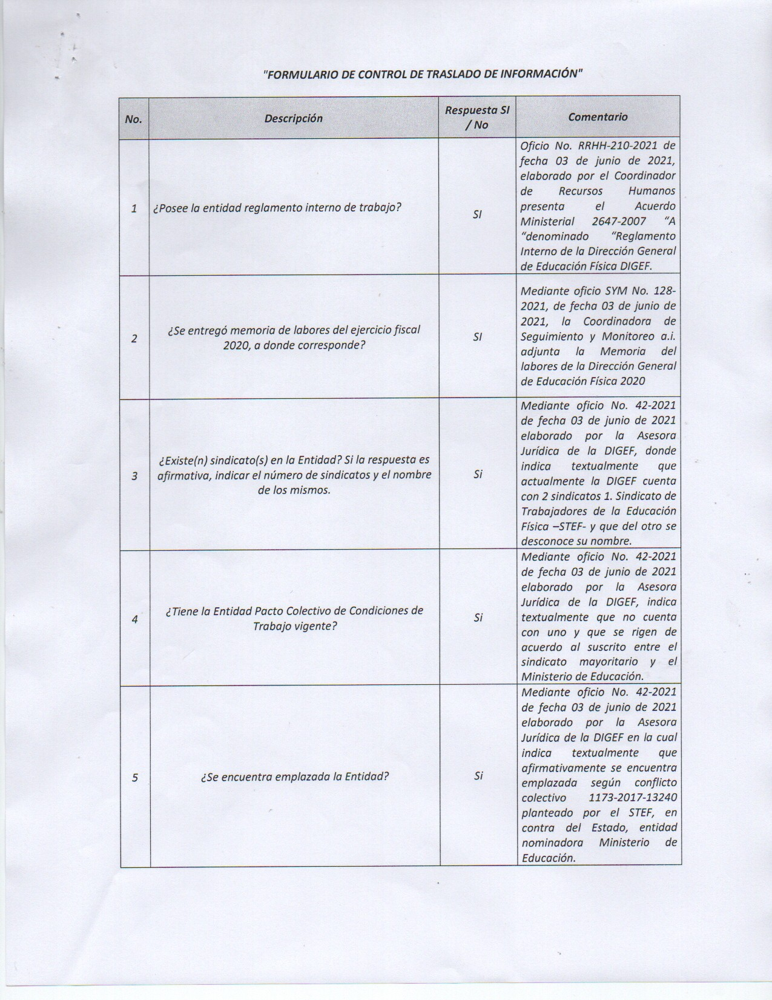 "FORMULARIO DE CONTROL DE TRASLADO DE INFORMACIÓN"
No.
Descripción
Respuesta SI
/ No
Comentario
1
¿Posee la entidad reglamento interno de trabajo?
SI
Oficio No. RRHH-210-2021 de
fecha 03 de junio de 2021,
elaborado por el Coordinador
de Recursos Humanos
presenta el Acuerdo
Ministerial 2647-2007 “A
“denominado “Reglamento
Interno de la Dirección General
de Educación Física DIGEF.
2
¿Se entregó memoria de labores del ejercicio fiscal
2020, a donde corresponde?
SI
Mediante oficio SYM No. 128-
2021, de fecha 03 de junio de
2021, la Coordinadora de
Seguimiento y Monitoreo a.i.
adjunta la Memoria del
labores de la Dirección General
de Educación Física 2020
3
¿Existe(n) sindicato(s) en la Entidad? Si la respuesta es
afirmativa, indicar el número de sindicatos y el nombre
de los mismos.
Si
Mediante oficio No. 42-2021
de fecha 03 de junio de 2021
elaborado por la Asesora
Jurídica de la DIGEF, donde
indica textualmente que
actualmente la DIGEF cuenta
con 2 sindicatos 1. Sindicato de
Trabajadores de la Educación
Física –STEF- y que del otro se
desconoce su nombre.
4
¿Tiene la Entidad Pacto Colectivo de Condiciones de
Trabajo vigente?
Si
Mediante oficio No. 42-2021
de fecha 03 de junio de 2021
elaborado por la Asesora
Jurídica de la DIGEF, indica
textualmente que no cuenta
con uno y que se rigen de
acuerdo al suscrito entre el
sindicato mayoritario y el
Ministerio de Educación.
5
¿Se encuentra emplazada la Entidad?
Si
Mediante oficio No. 42-2021
de fecha 03 de junio de 2021
elaborado por la Asesora
Jurídica de la DIGEF en la cual
indica textualmente que
afirmativamente se encuentra
emplazada según conflicto
colectivo 1173-2017-13240
planteado por el STEF, en
contra del Estado, entidad
nominadora Ministerio de
Educación.